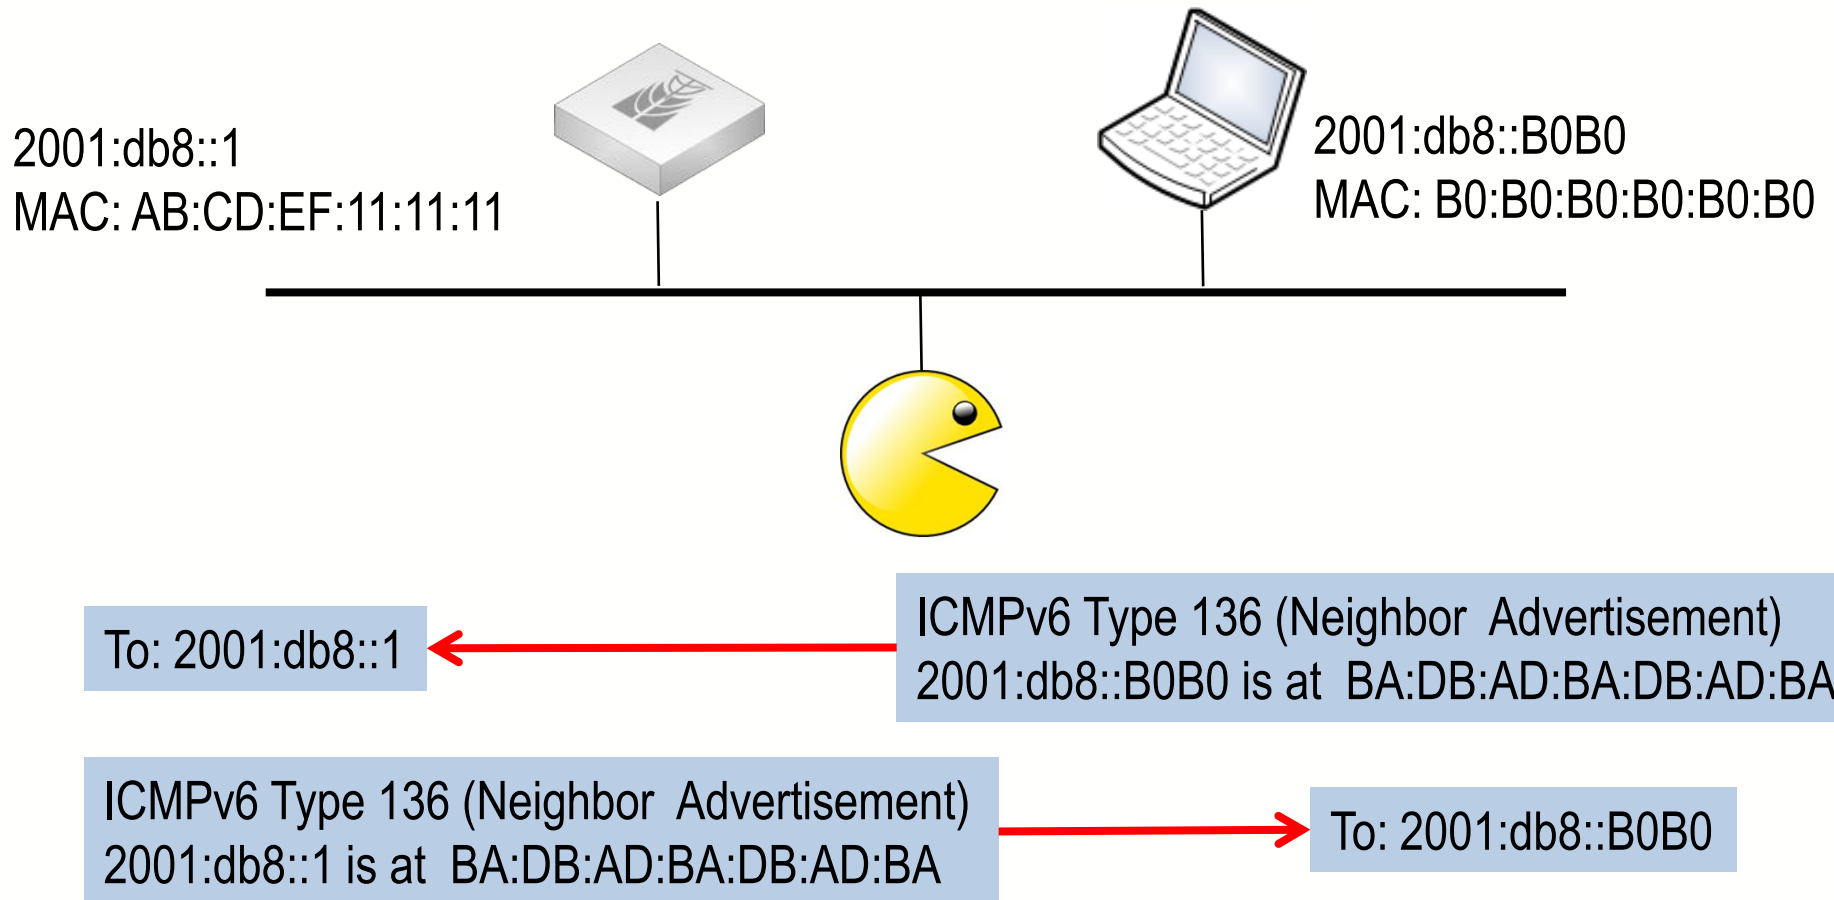 2001:db8::1
MAC: AB:CD:EF:11:11:11
2001:db8::B0B0
MAC: B0:B0:B0:B0:B0:B0
To: 2001:db8::1
ICMPv6 Type 136 (Neighbor Advertisement)
2001:db8::B0B0 is at BA:DB:AD:BA:DB:AD:BA
ICMPv6 Type 136 (Neighbor Advertisement)
2001:db8::1 is at BA:DB:AD:BA:DB:AD:BA
To: 2001:db8::B0B0